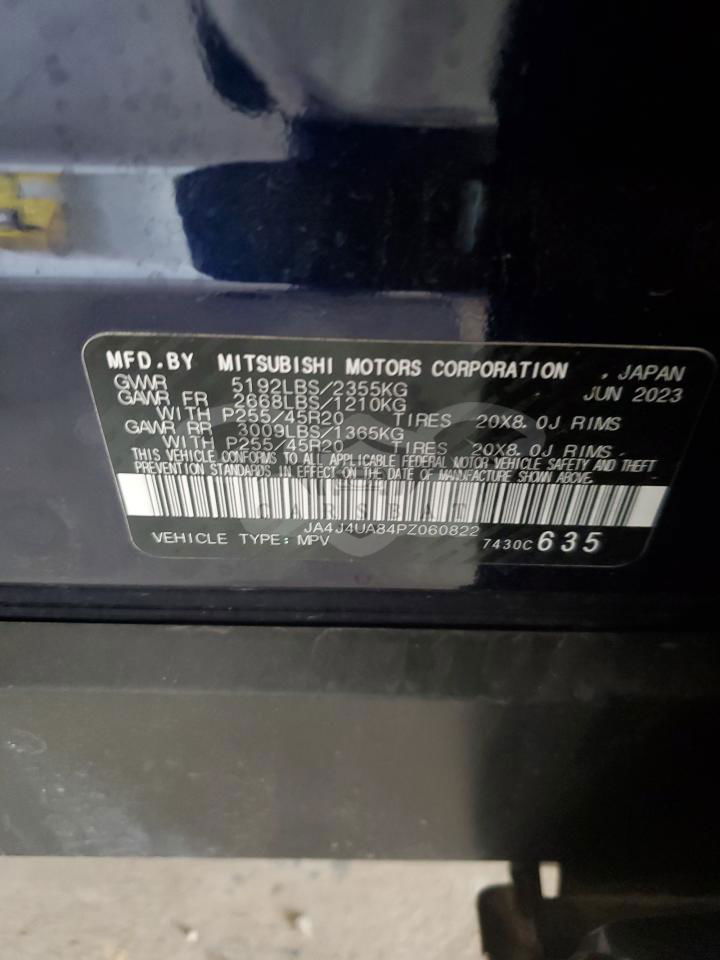 MFD.BY MITSUBISHI MOTORS CORPORATION . JAPAN
GVWR 5192LBS/2355KG JUN 2023
GAWR FR 2668LBS/1210KG
WITH P255/45R20 TIRES 20X8.0J RIMS
GAWR RR 3009LBS/1365KG
WITH P255/45R20 TIRES 20X8.0J RIMS
THIS VEHICLE CONFORMS TO ALL APPLICABLE FEDERAL MOTOR VEHICLE SAFETY AND THEFT
PREVENTION STANDARDS IN EFFECT ON THE DATE OF MANUFACTURE SHOWN ABOVE.
CARSBAT
JA4J4UA84PZ060822
VEHICLE TYPE: MPV 7430C 635